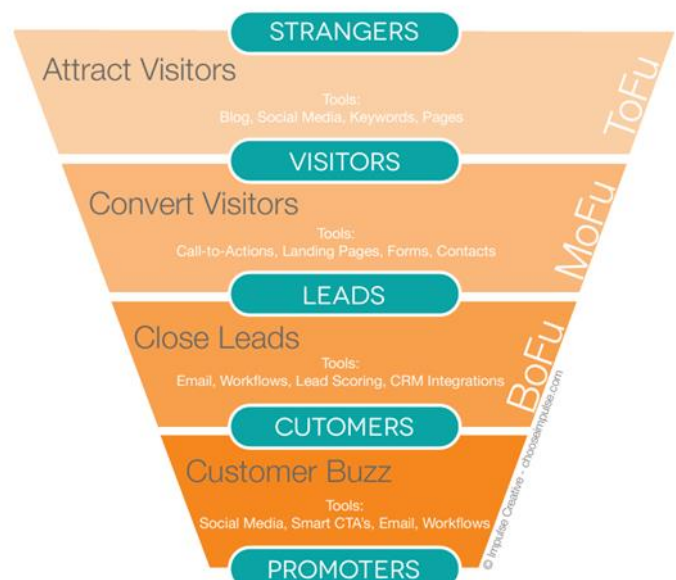 STRANGERS
Attract Visitors
Tools:
Blog, Social Media, Keywords, Pages
ToFu
VISITORS
Convert Visitors
Tools:
Call-to-Actions, Landing Pages, Forms, Contacts
MoFu
LEADS
Close Leads
Tools:
Email, Workflows, Lead Scoring, CRM Integrations
BoFu
CUTOMERS
Customer Buzz
Tools:
Social Media, Smart CTA's, Email, Workflows
© Impulse Creative - chooseimpulse.com
PROMOTERS